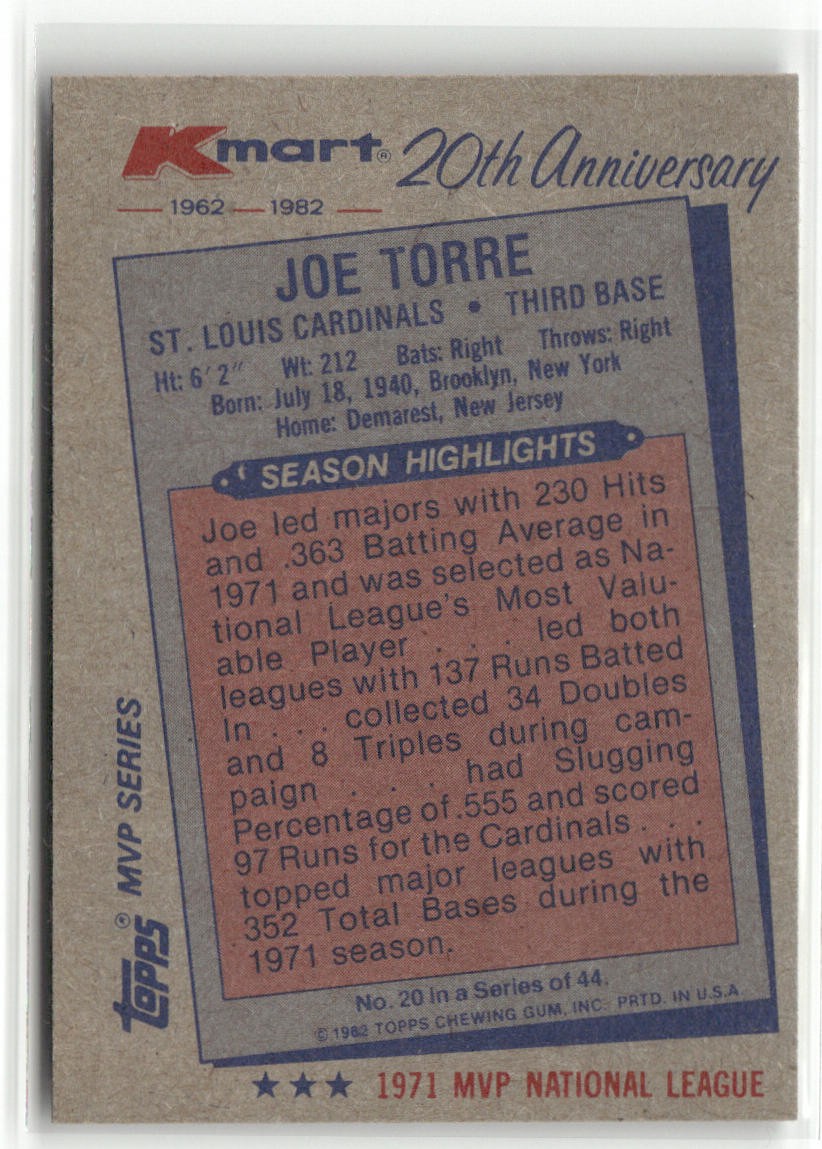 Kmart® 20th Anniversary
1962 — 1982
JOE TORRE
ST. LOUIS CARDINALS • THIRD BASE
Ht: 6'2" Wt: 212 Bats: Right Throws: Right
Born: July 18, 1940, Brooklyn, New York
Home: Demarest, New Jersey
SEASON HIGHLIGHTS
Joe led majors with 230 Hits
and .363 Batting Average in
1971 and was selected as Na-
tional League's Most Valu-
able Player . . . led both
leagues with 137 Runs Batted
In . . . collected 34 Doubles
and 8 Triples during cam-
paign . . . had Slugging
Percentage of .555 and scored
97 Runs for the Cardinals . . .
topped major leagues with
352 Total Bases during the
1971 season.
No. 20 in a Series of 44.
© 1982 TOPPS CHEWING GUM, INC. PRTD. IN U.S.A.
★★★ 1971 MVP NATIONAL LEAGUE
TOPPS® MVP SERIES